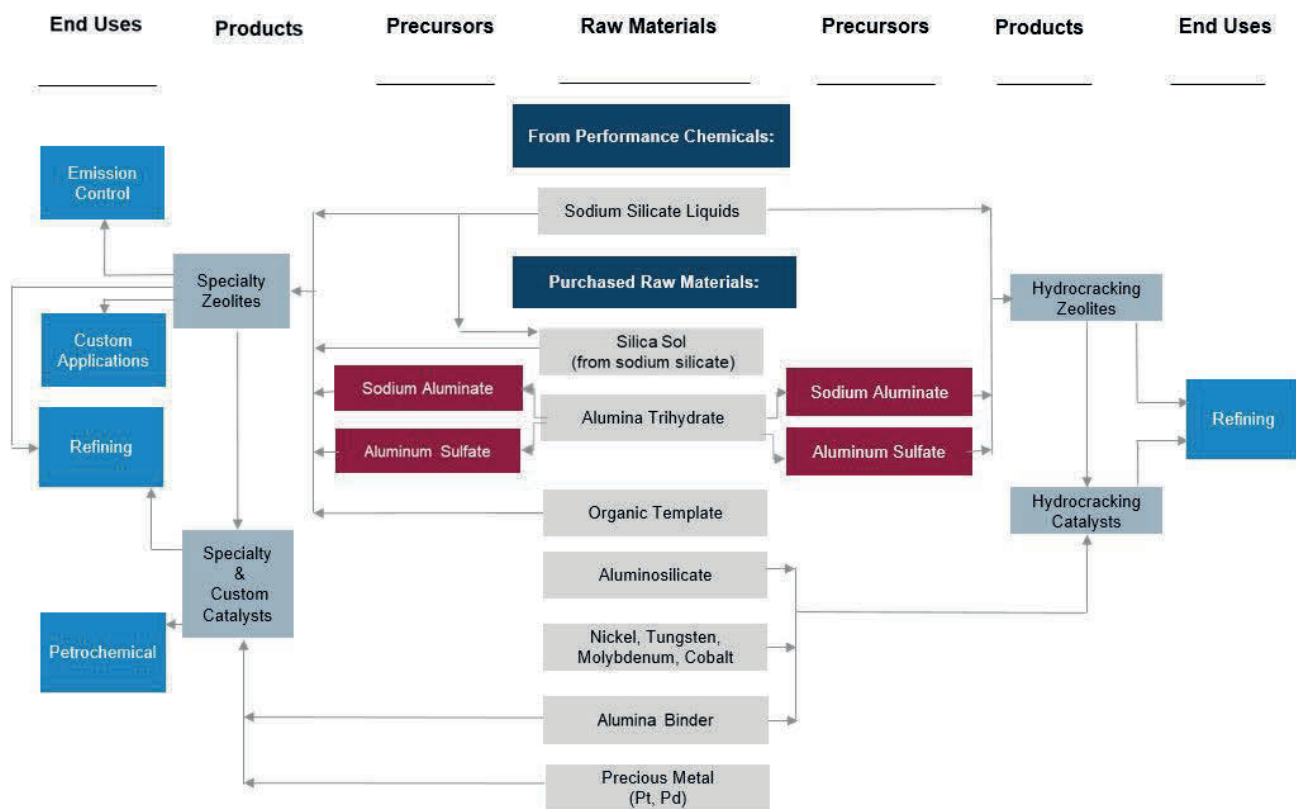 End Uses
Products
Precursors
Raw Materials
Precursors
Products
End Uses
From Performance Chemicals:
Emission
Control
Sodium Silicate Liquids
Specialty
Zeolites
Purchased Raw Materials:
Hydrocracking
Zeolites
Custom
Applications
Silica Sol
(from sodium silicate)
Sodium Aluminate
Sodium Aluminate
Alumina Trihydrate
Refining
Refining
Aluminum Sulfate
Aluminum Sulfate
Organic Template
Hydrocracking
Catalysts
Specialty
&
Custom
Catalysts
Aluminosilicate
Petrochemical
Nickel, Tungsten,
Molybdenum, Cobalt
Alumina Binder
Precious Metal
(Pt, Pd)